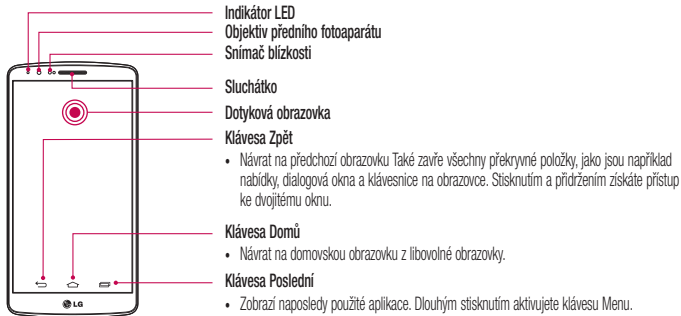 Indikátor LED
Objektiv předního fotoaparátu
Snímač blízkosti
Sluchátko
Dotyková obrazovka
Klávesa Zpět
• Návrat na předchozí obrazovku Také zavře všechny překryvné položky, jako jsou například
nabídky, dialogová okna a klávesnice na obrazovce. Stisknutím a přidržením získáte přístup
ke dvojitému oknu.
Klávesa Domů
• Návrat na domovskou obrazovku z libovolné obrazovky.
Klávesa Poslední
• Zobrazí naposledy použité aplikace. Dlouhým stisknutím aktivujete klávesu Menu.
LG